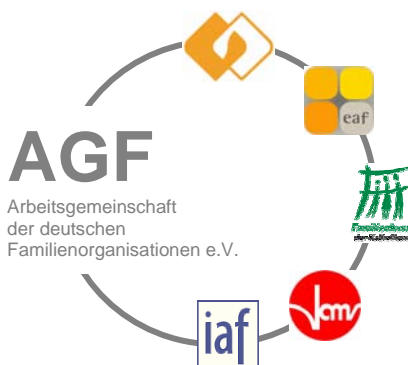 AGF
Arbeitsgemeinschaft
der deutschen
Familienorganisationen e.V.
eaf
iaf